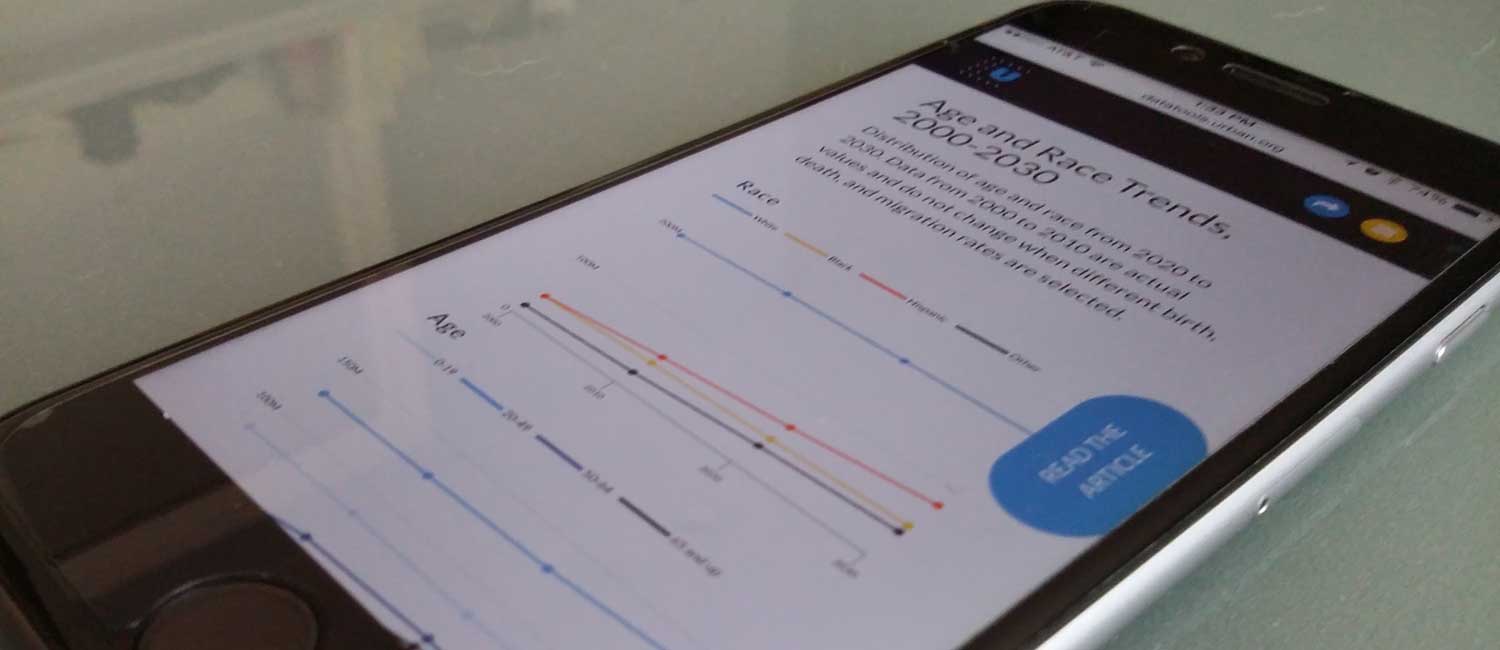 AT&T
1:33 PM
74%
datatools.urban.org
Age and Race Trends,
2000-2030
Distribution of age and race from 2020 to
2030. Data from 2000 to 2010 are actual
values and do not change when different birth,
death, and migration rates are selected.
Race
White Black Hispanic Other
200M
100M
0
2000 2010 2020 2030
READ THE
ARTICLE
Age
0-19 20-49 50-64 65 and up
150M
100M